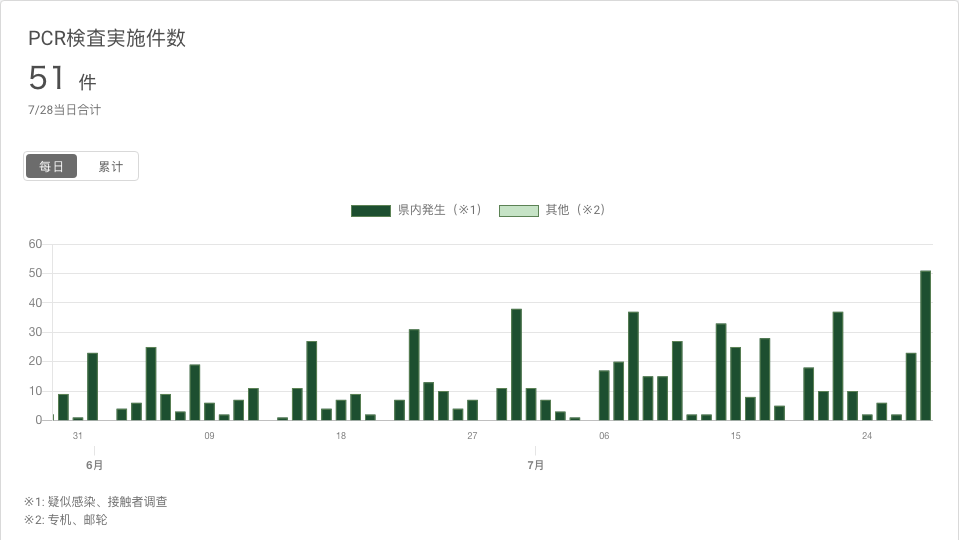 PCR検査実施件数
51 件
7/28当日合计
每日 累计
県内発生（※1） 其他（※2）
60
50
40
30
20
10
0
31 09 18 27 06 15 24
6月 7月
※1: 疑似感染、接触者调查
※2: 专机、邮轮